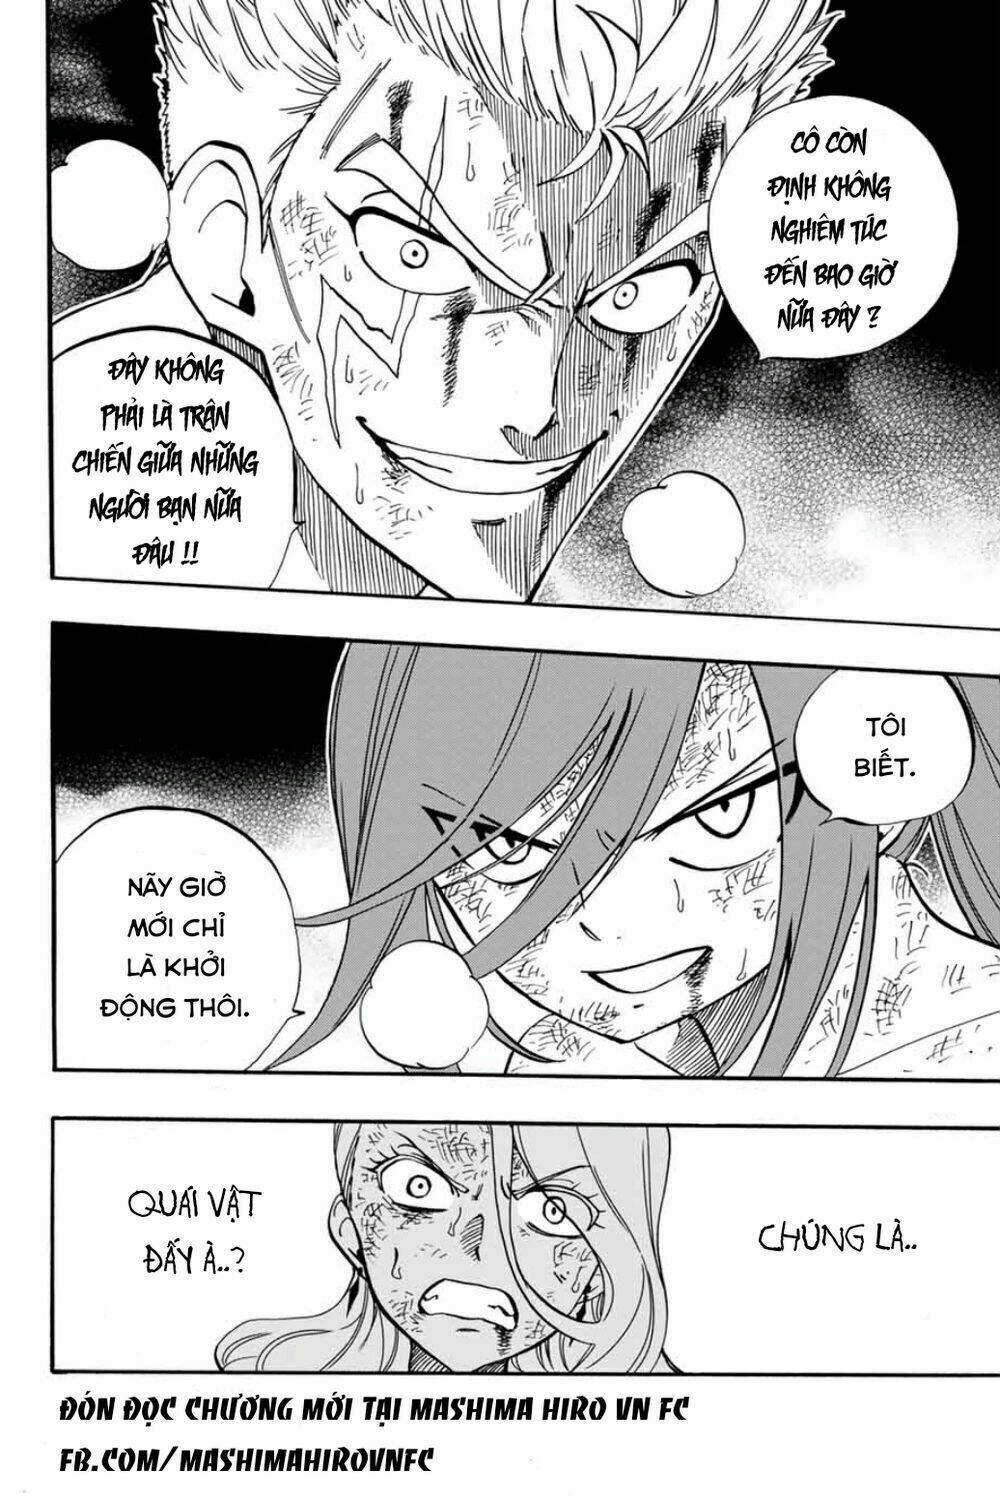 CÔ CÒN
ĐỊNH KHÔNG
NGHIÊM TÚC
ĐẾN BAO GIỜ
NỮA ĐÂY ?
ĐÂY KHÔNG
PHẢI LÀ TRẬN
CHIẾN GIỮA NHỮNG
NGƯỜI BẠN NỮA
ĐÂU !!
TÔI
BIẾT.
NÃY GIỜ
MỚI CHỈ
LÀ KHỞI
ĐỘNG THÔI.
CHÚNG LÀ..
QUÁI VẬT
ĐẤY À..?
ĐÓN ĐỌC CHƯƠNG MỚI TẠI MASHIMA HIRO VN FC
FB.COM/MASHIMAHIROVNFC